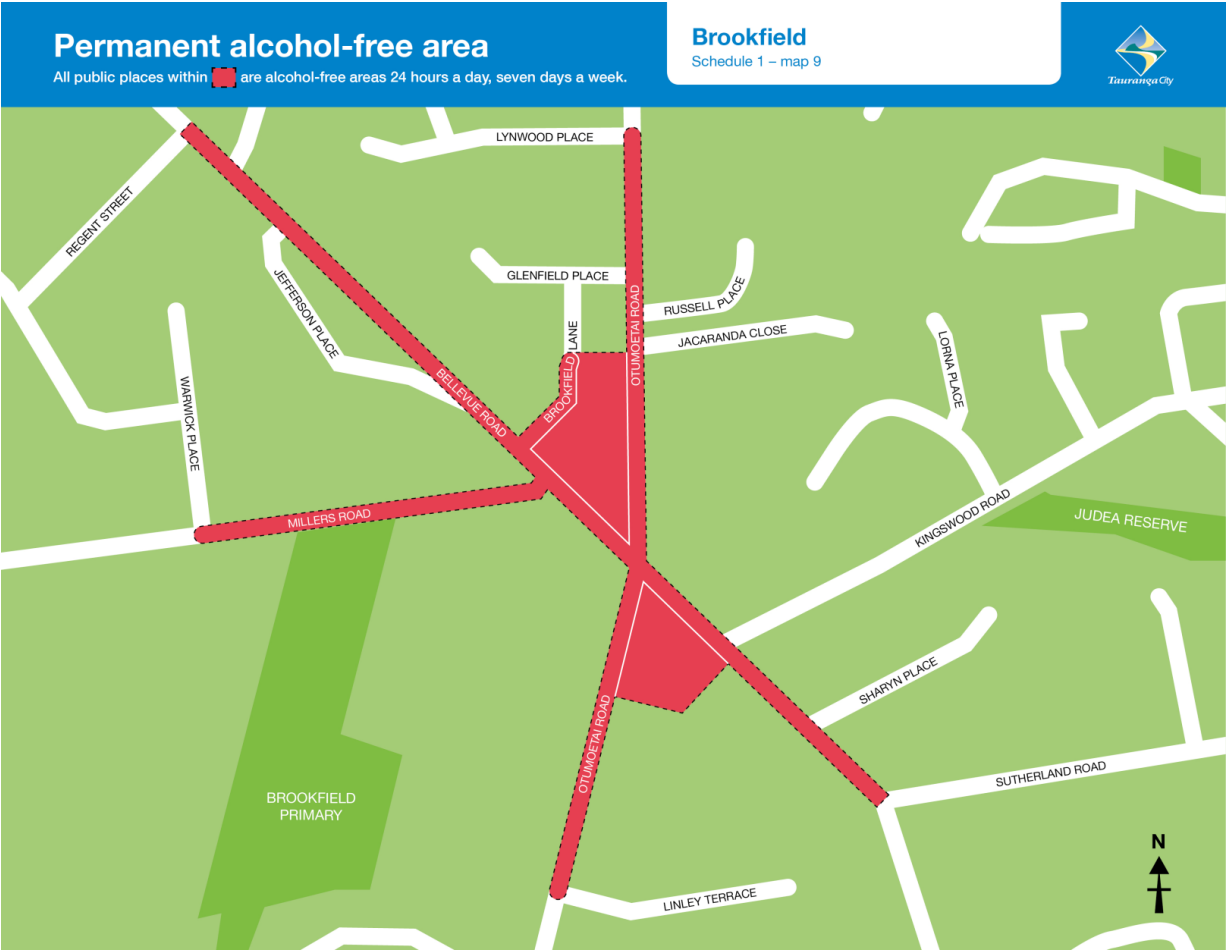 Permanent alcohol-free area
All public places within are alcohol-free areas 24 hours a day, seven days a week.
Brookfield
Schedule 1 – map 9
Tauranga City
LYNWOOD PLACE
REGENT STREET
GLENFIELD PLACE
JEFFERSON PLACE
RUSSELL PLACE
OTUMOETAI ROAD
JACARANDA CLOSE
BROOKFIELD LANE
LORNA PLACE
BELLEVUE ROAD
WARWICK PLACE
MILLERS ROAD
KINGSWOOD ROAD
JUDEA RESERVE
SHARYN PLACE
OTUMOETAI ROAD
SUTHERLAND ROAD
BROOKFIELD
PRIMARY
N
LINLEY TERRACE